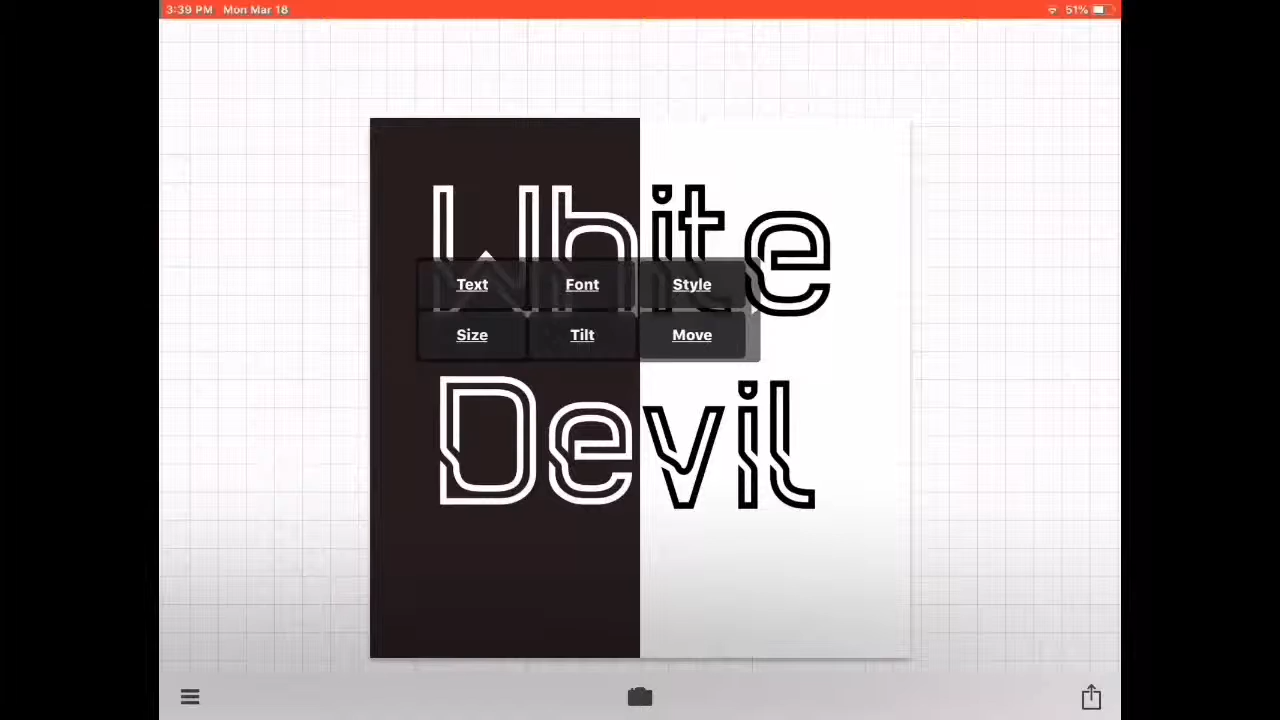 3:39 PM Mon Mar 18 51%
White
Text Font Style
Size Tilt Move
Devil